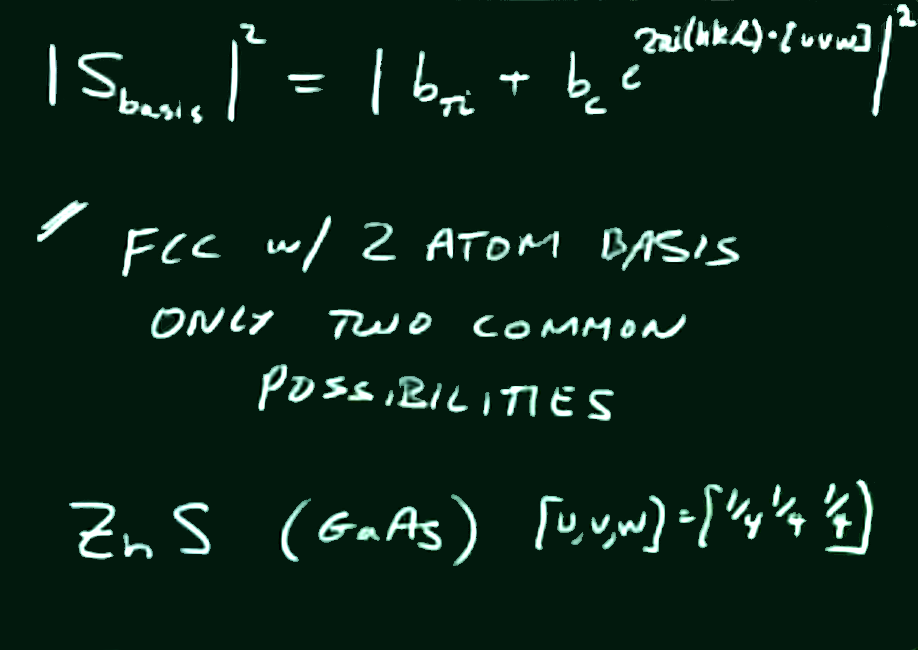 |S_basis|² = |b_Ti + b_c e^{2πi(hkl)·[uvw]}|²
FCC w/ 2 ATOM BASIS
ONLY TWO COMMON
POSSIBILITIES
ZnS (GaAs) [u,v,w] = [1/4 1/4 1/4]